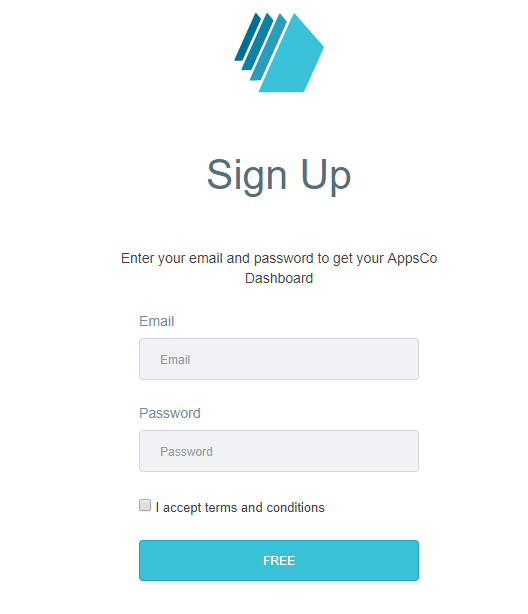 Sign Up
Enter your email and password to get your AppsCo
Dashboard
Email
Email
Password
Password
I accept terms and conditions
FREE